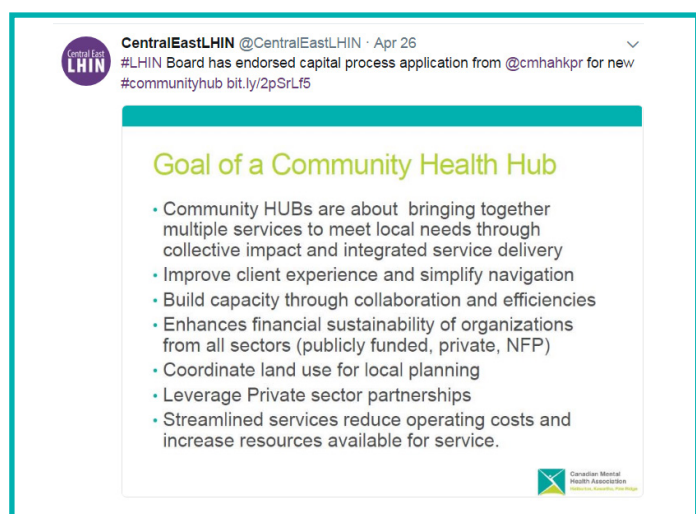 Central East
LHIN
CentralEastLHIN @CentralEastLHIN · Apr 26
#LHIN Board has endorsed capital process application from @cmhahkpr for new
#communityhub bit.ly/2pSrLf5
Goal of a Community Health Hub
• Community HUBs are about bringing together
multiple services to meet local needs through
collective impact and integrated service delivery
• Improve client experience and simplify navigation
• Build capacity through collaboration and efficiencies
• Enhances financial sustainability of organizations
from all sectors (publicly funded, private, NFP)
• Coordinate land use for local planning
• Leverage Private sector partnerships
• Streamlined services reduce operating costs and
increase resources available for service.
Canadian Mental
Health Association